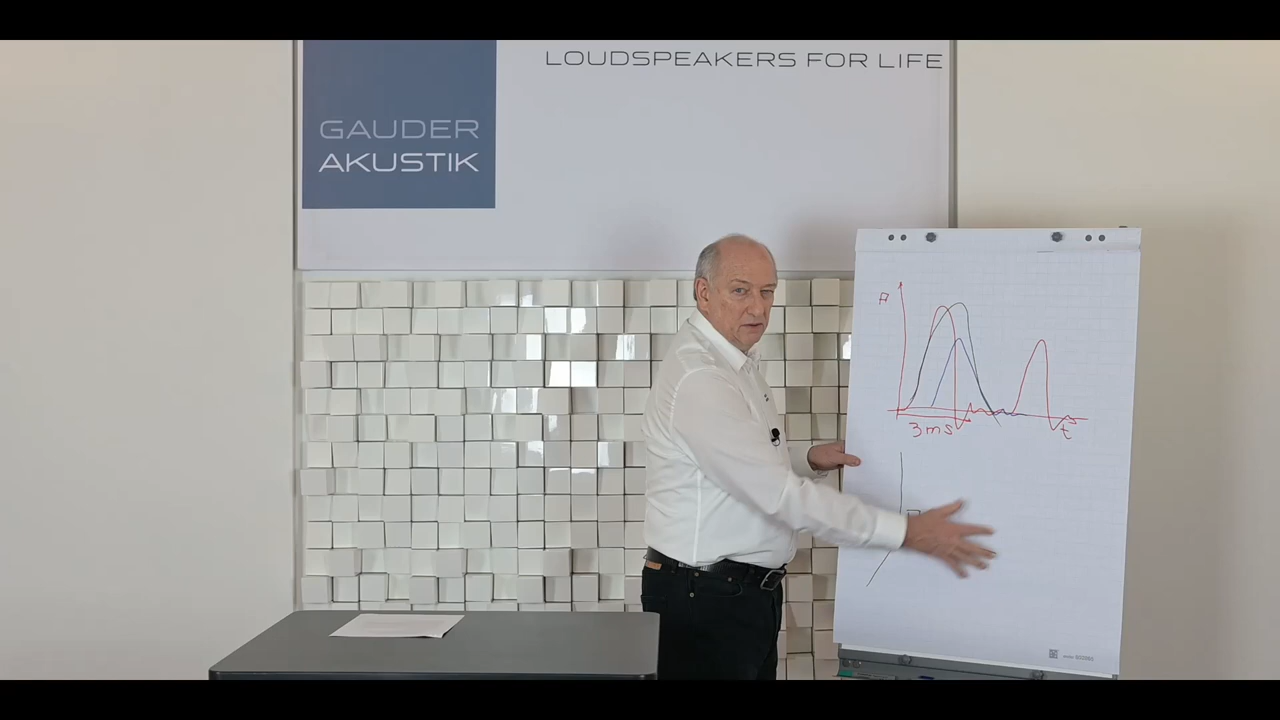 LOUDSPEAKERS FOR LIFE
GAUDER
AKUSTIK
A
3ms
t